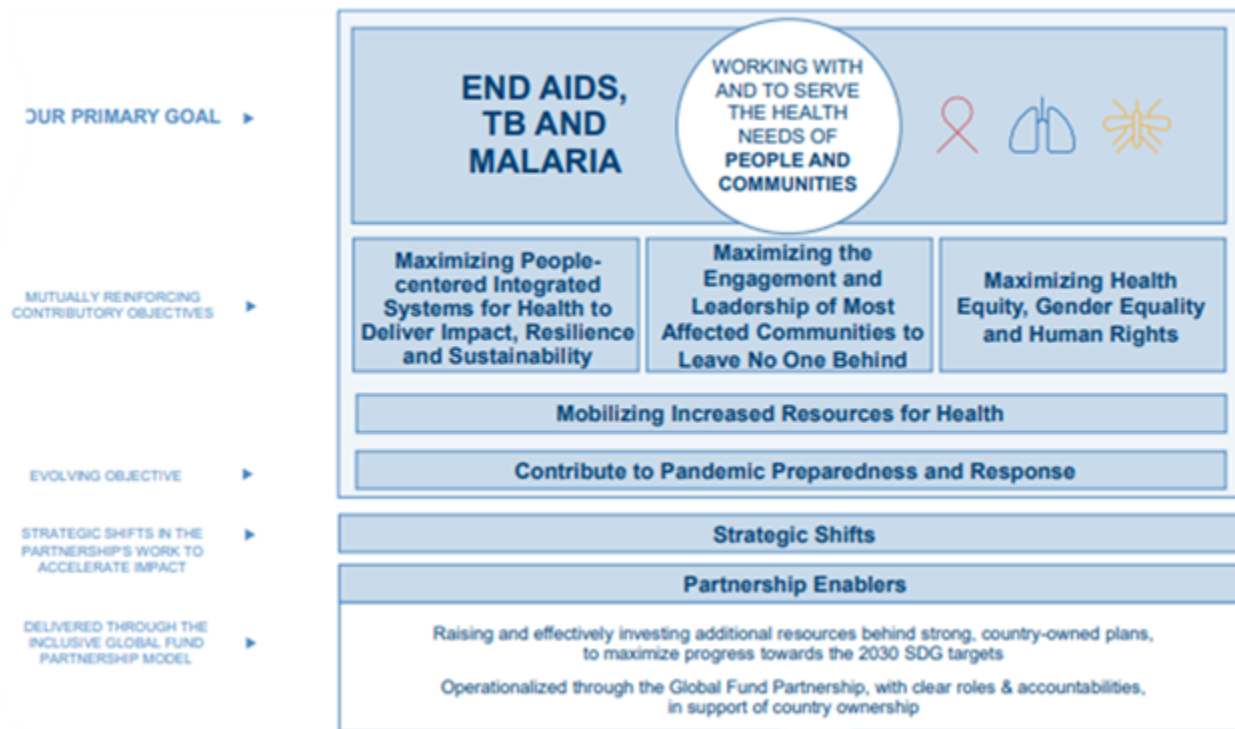 OUR PRIMARY GOAL
END AIDS,
TB AND
MALARIA
WORKING WITH
AND TO SERVE
THE HEALTH
NEEDS OF
PEOPLE AND
COMMUNITIES
MUTUALLY REINFORCING
CONTRIBUTORY OBJECTIVES
Maximizing People-
centered Integrated
Systems for Health to
Deliver Impact, Resilience
and Sustainability
Maximizing the
Engagement and
Leadership of Most
Affected Communities to
Leave No One Behind
Maximizing Health
Equity, Gender Equality
and Human Rights
Mobilizing Increased Resources for Health
EVOLVING OBJECTIVE
Contribute to Pandemic Preparedness and Response
STRATEGIC SHIFTS IN THE
PARTNERSHIP'S WORK TO
ACCELERATE IMPACT
Strategic Shifts
Partnership Enablers
DELIVERED THROUGH THE
INCLUSIVE GLOBAL FUND
PARTNERSHIP MODEL
Raising and effectively investing additional resources behind strong, country-owned plans,
to maximize progress towards the 2030 SDG targets
Operationalized through the Global Fund Partnership, with clear roles & accountabilities,
in support of country ownership